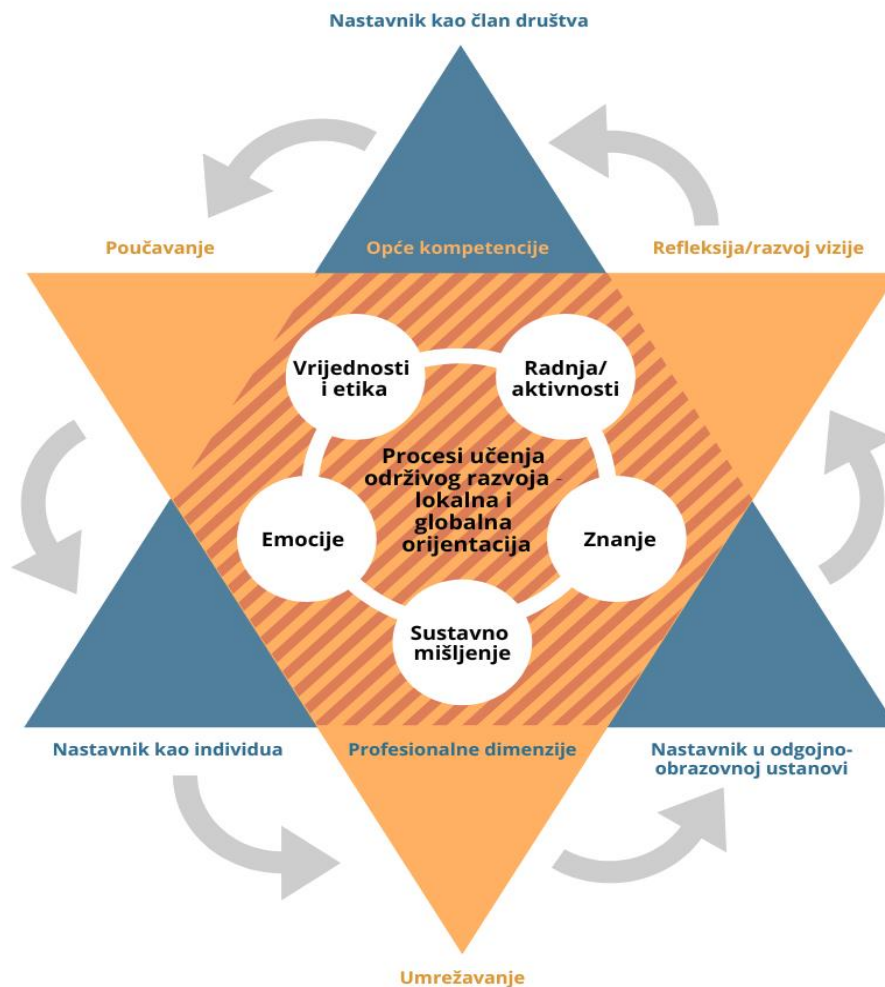 Nastavnik kao član društva
Poučavanje
Opće kompetencije
Refleksija/razvoj vizije
Vrijednosti
i etika
Radnja/
aktivnosti
Procesi učenja
održivog razvoja -
lokalna i
globalna
orijentacija
Emocije
Znanje
Sustavno
mišljenje
Nastavnik kao individua
Profesionalne dimenzije
Nastavnik u odgojno-
obrazovnoj ustanovi
Umrežavanje